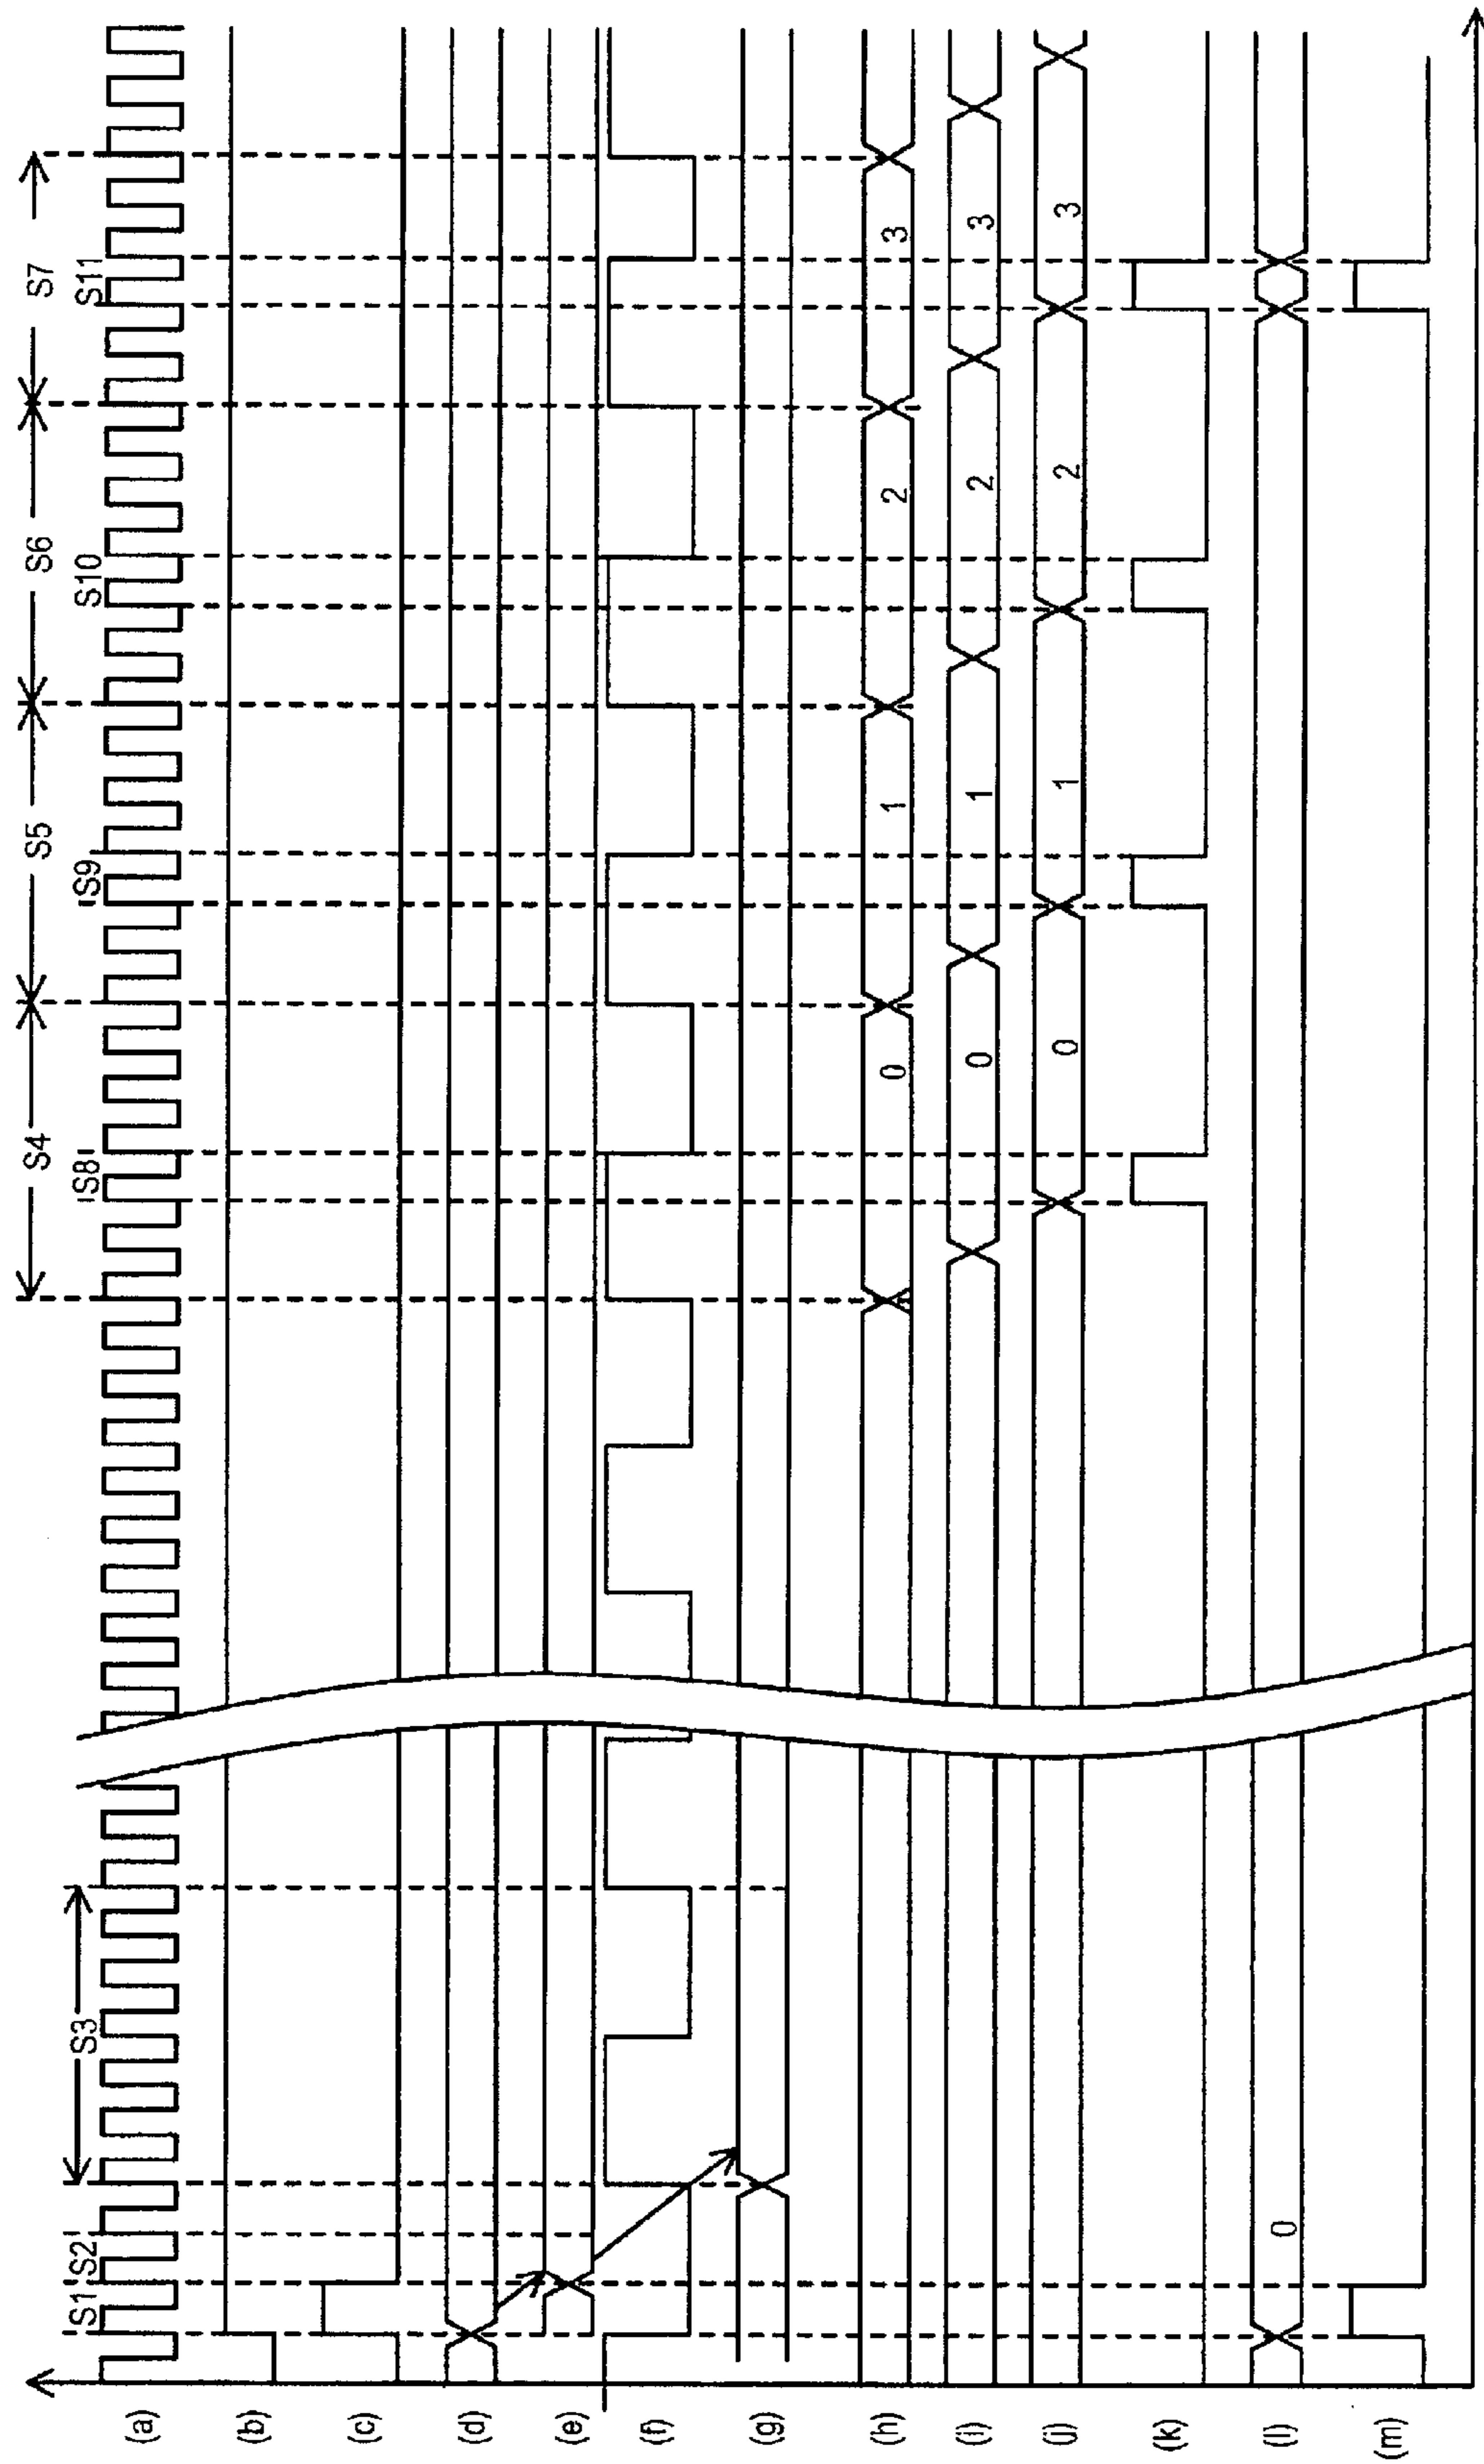 S1 S2 S3 S4 S5 S6 S7
S8 S9 S10 S11
(a)
(b)
(c)
(d)
(e)
(f)
(g)
(h) 0 1 2 3
(i) 0 1 2 3
(j) 0 1 2 3
(k)
(l) 0
(m)